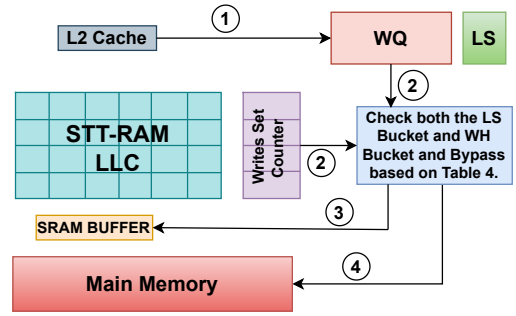 1
L2 Cache
WQ
LS
2
STT-RAM
LLC
Writes Set
Counter
2
Check both the LS
Bucket and WH
Bucket and Bypass
based on Table 4.
3
SRAM BUFFER
4
Main Memory